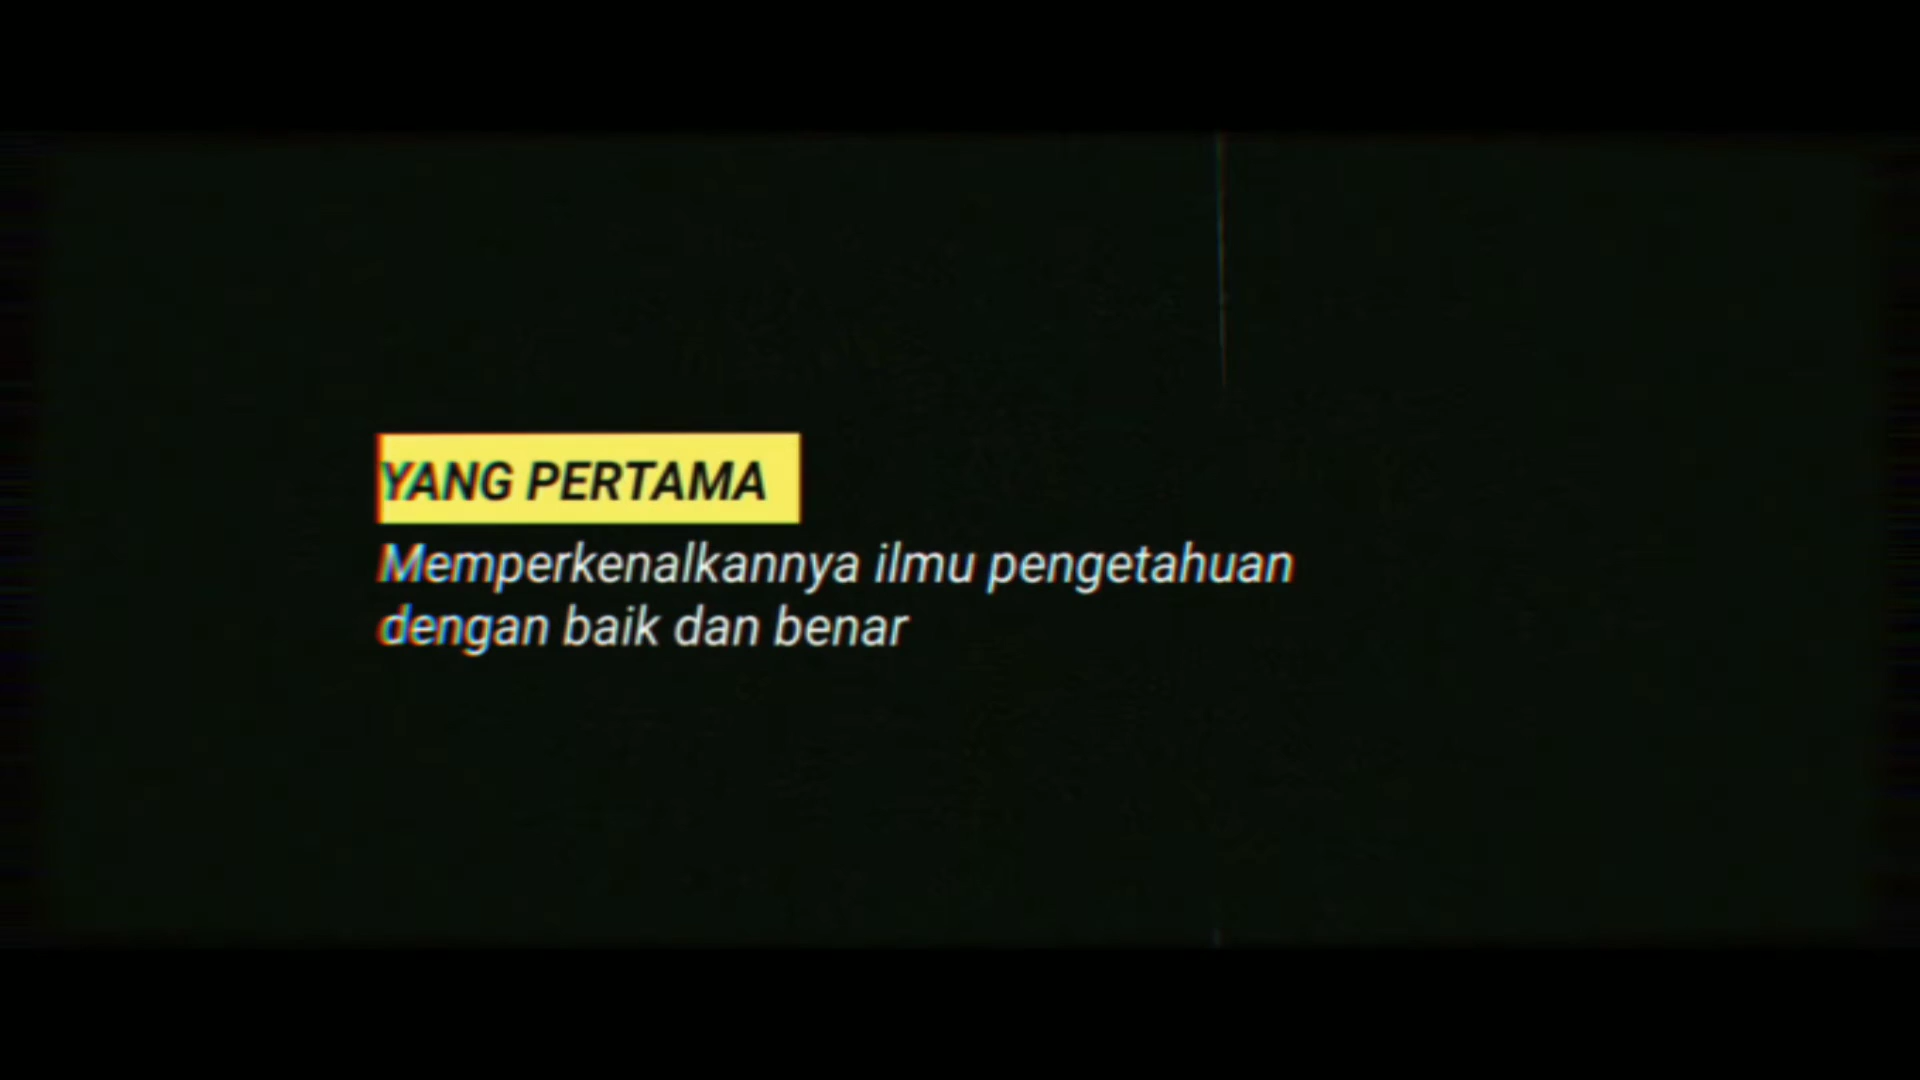 YANG PERTAMA
Memperkenalkannya ilmu pengetahuan
dengan baik dan benar